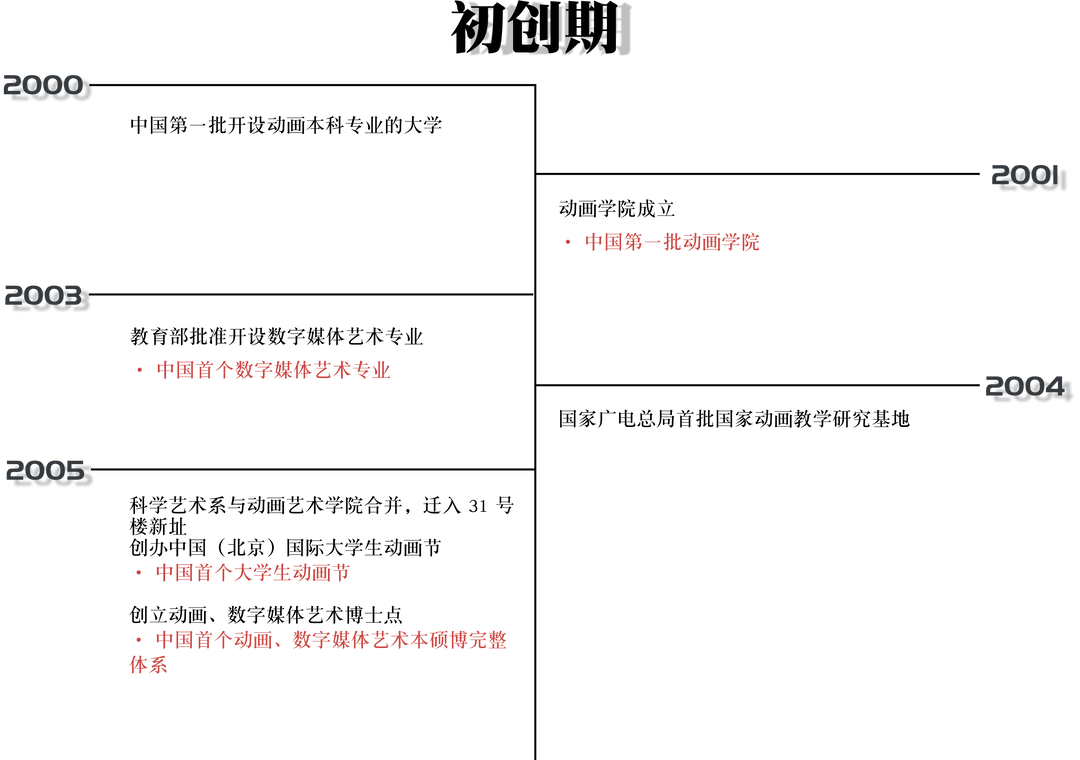 初创期
2000
中国第一批开设动画本科专业的大学
2001
动画学院成立
• 中国第一批动画学院
2003
教育部批准开设数字媒体艺术专业
• 中国首个数字媒体艺术专业
2004
国家广电总局首批国家动画教学研究基地
2005
科学艺术系与动画艺术学院合并，迁入 31 号
楼新址
创办中国（北京）国际大学生动画节
• 中国首个大学生动画节
创立动画、数字媒体艺术博士点
• 中国首个动画、数字媒体艺术本硕博完整
体系